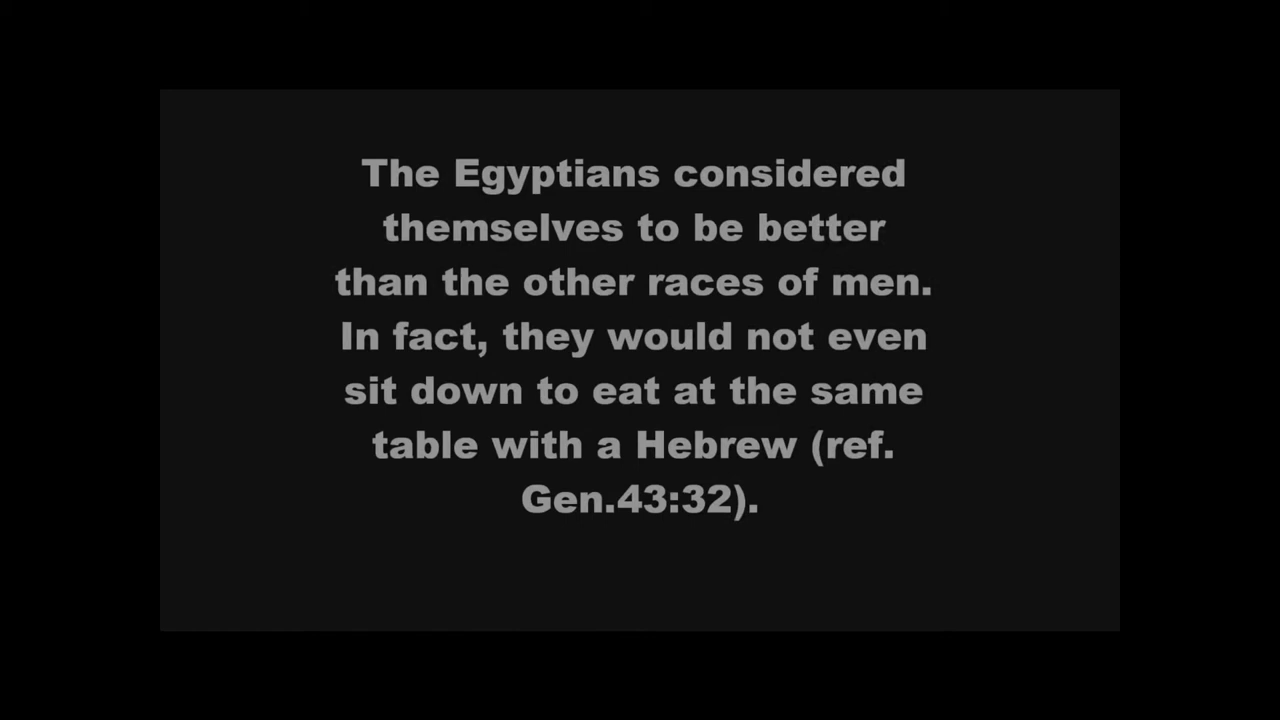 The Egyptians considered
themselves to be better
than the other races of men.
In fact, they would not even
sit down to eat at the same
table with a Hebrew (ref.
Gen.43:32).